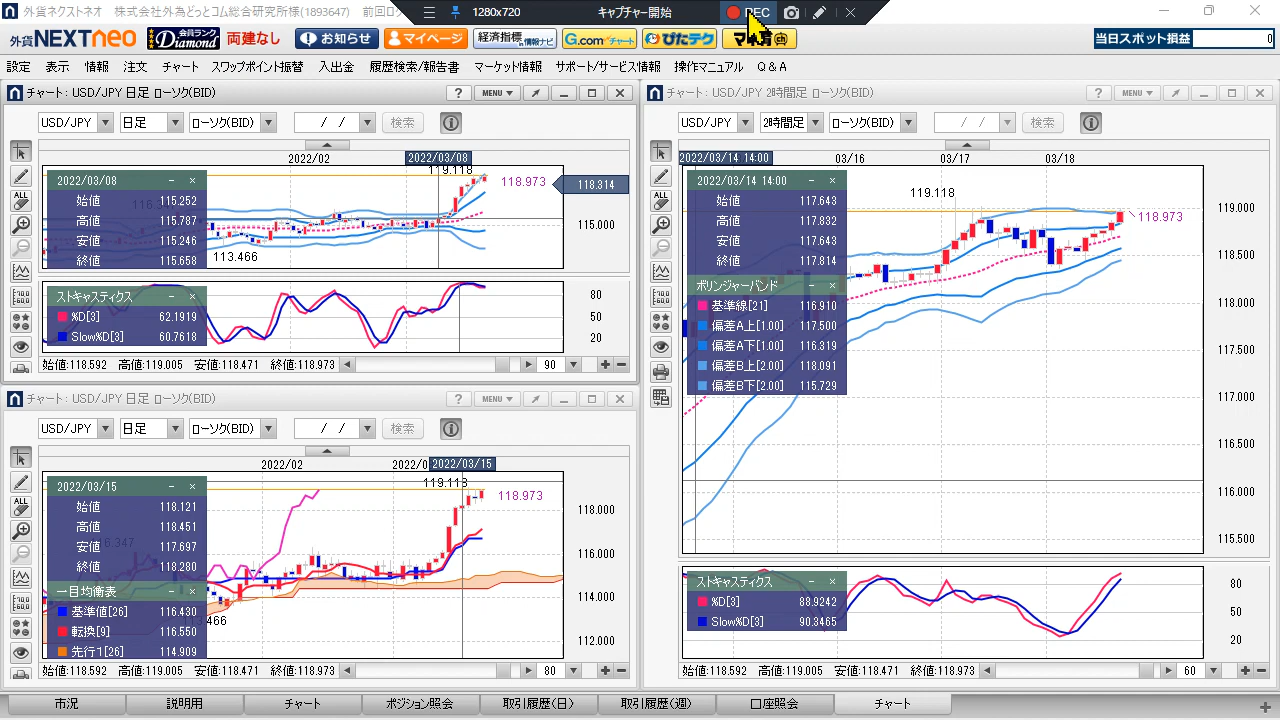 外貨ネクストネオ 株式会社外為どっとコム総合研究所様(1893647) 前回ロ
1280x720 キャプチャー開始 REC
外貨NEXTneo 会員ランク Diamond 両建なし お知らせ マイページ 経済指標 情報ナビ G.comチャート ぴたテク マネ育 当日スポット損益 0
設定 表示 情報 注文 チャート スワップポイント振替 入出金 履歴検索/報告書 マーケット情報 サポート/サービス情報 操作マニュアル Q&A
チャート : USD/JPY 日足 ローソク(BID) ? MENU
USD/JPY 日足 ローソク(BID) / / 検索
2022/02 2022/03/08
119.118
118.973
118.314
115.000
113.466
2022/03/08
始値 115.252
高値 115.787
安値 115.246
終値 115.658
ストキャスティクス
%D[3] 62.1919
Slow%D[3] 60.7618
80
50
20
始値:118.592 高値:119.005 安値:118.471 終値:118.973 90
チャート : USD/JPY 日足 ローソク(BID) ? MENU
USD/JPY 日足 ローソク(BID) / / 検索
2022/02 2022/0 2022/03/15
118.973
118.000
116.000
114.000
112.000
2022/03/15
始値 118.121
高値 118.451
安値 117.697
終値 118.280
一目均衡表
基準値[26] 116.430
転換[9] 116.550
先行1[26] 114.909
始値:118.592 高値:119.005 安値:118.471 終値:118.973 80
チャート : USD/JPY 2時間足 ローソク(BID) ? MENU
USD/JPY 2時間足 ローソク(BID) / / 検索
2022/03/14 14:00 03/16 03/17 03/18
119.118
118.973
119.000
118.500
118.000
117.500
117.000
116.500
116.000
115.500
2022/03/14 14:00
始値 117.643
高値 117.832
安値 117.643
終値 117.814
ボリンジャーバンド
基準線[21] 116.910
偏差A上[1.00] 117.500
偏差A下[1.00] 116.319
偏差B上[2.00] 118.091
偏差B下[2.00] 115.729
ストキャスティクス
%D[3] 88.9242
Slow%D[3] 90.3465
80
50
20
始値:118.592 高値:119.005 安値:118.471 終値:118.973 60
市況 説明用 チャート ポジション照会 取引履歴(日) 取引履歴(週) 口座照会 チャート